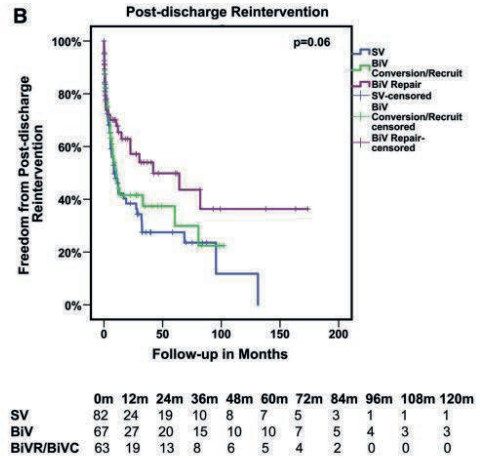 B
Post-discharge Reintervention
p=0.06
100%
80%
60%
40%
20%
0%
Freedom from Post-discharge
Reintervention
0 50 100 150 200
Follow-up in Months
SV
BiV
Conversion/Recruit
BiV Repair
SV-censored
BiV
Conversion/Recruit
censored
BiV Repair-
censored
0m 12m 24m 36m 48m 60m 72m 84m 96m 108m 120m
SV 82 24 19 10 8 7 5 3 1 1 1
BiV 67 27 20 15 10 10 7 5 4 3 3
BiVR/BiVC 63 19 13 8 6 5 4 2 0 0 0